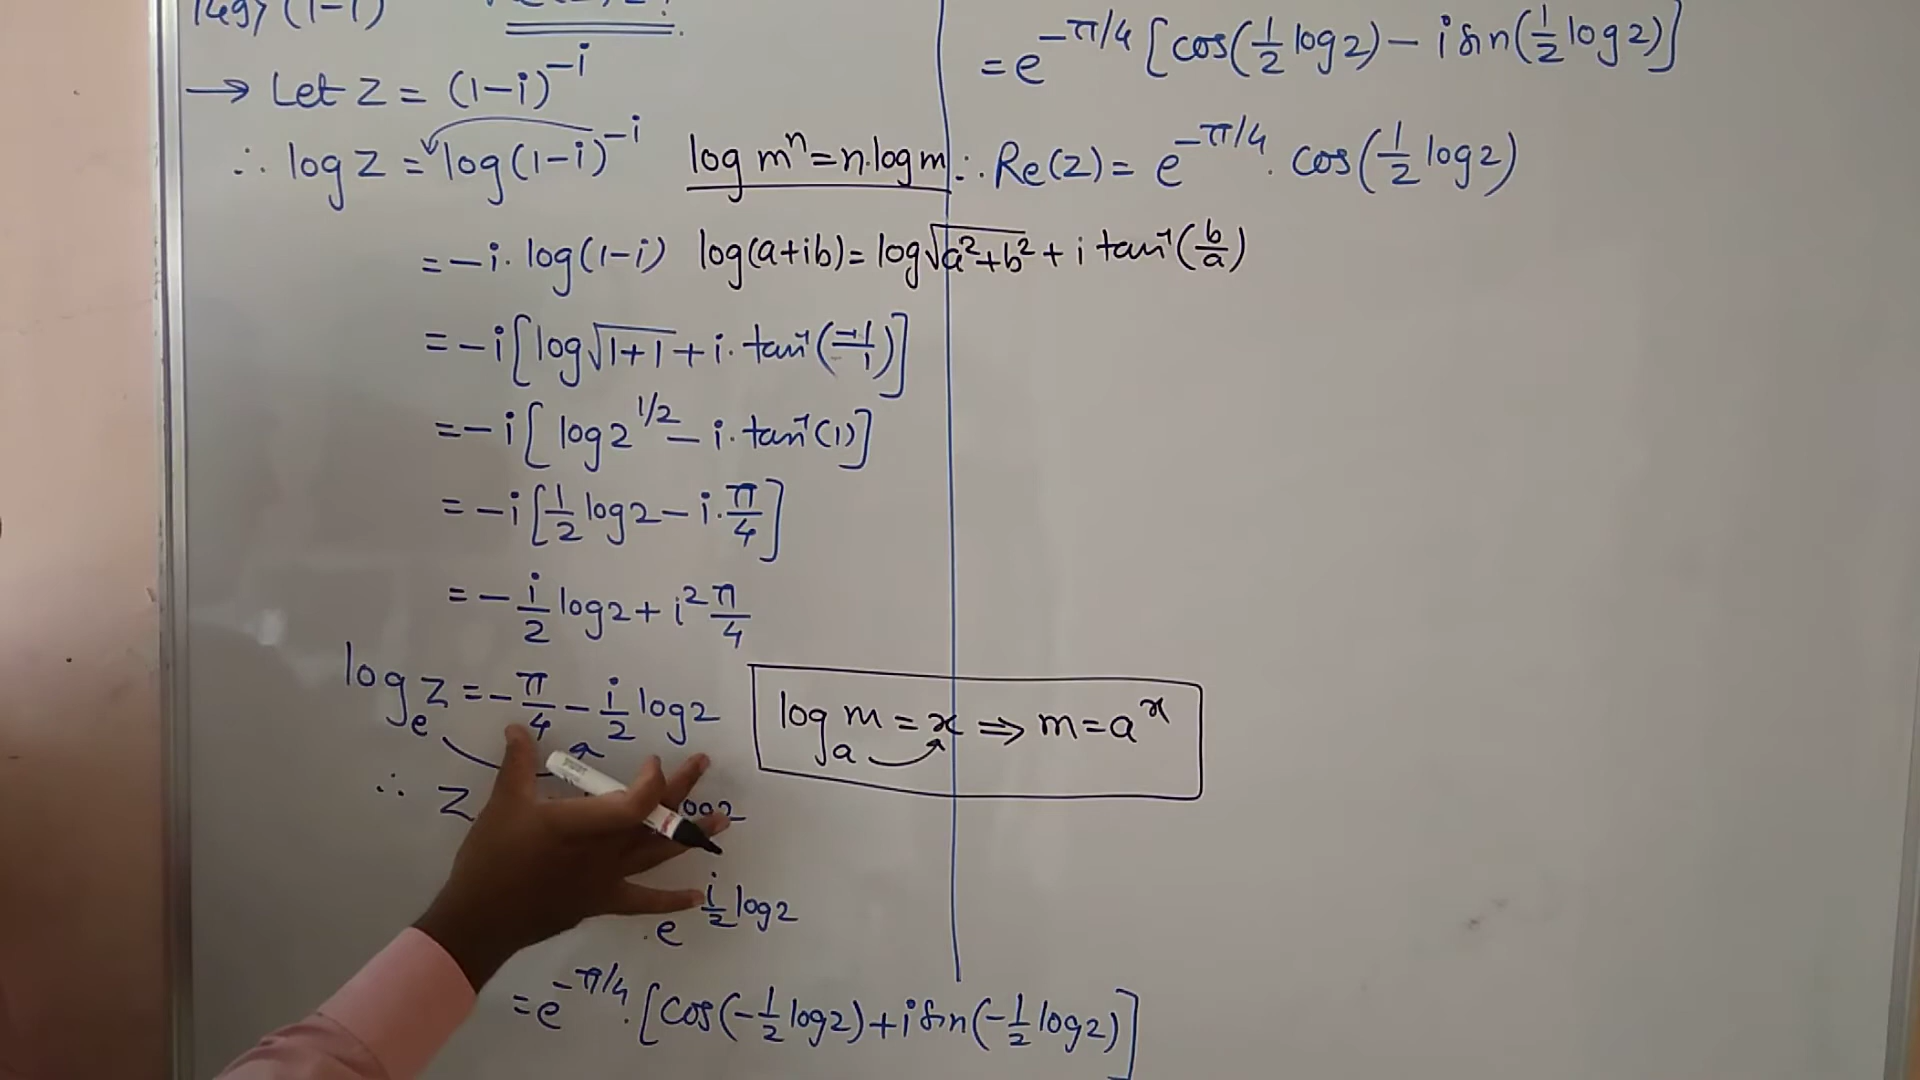 → Let z = (1-i)^{-i}
∴ log z = log(1-i)^{-i}
log m^n = n·log m
= -i· log(1-i)
log(a+ib) = log√(a²+b²) + i tan⁻¹(b/a)
= -i[log√(1+1) + i· tan⁻¹(-1/1)]
= -i[log2^{1/2} - i· tan⁻¹(1)]
= -i[1/2 log2 - i· π/4]
= -i/2 log2 + i² π/4
log_e z = -π/4 - i/2 log2
log_a m = x ⇒ m = a^x
∴ z
log2
· e^{i/2 log2}
= e^{-π/4} · [cos(-1/2 log2) + i sin(-1/2 log2)]
= e^{-π/4} [cos(1/2 log2) - i sin(1/2 log2)]
∴ Re(z) = e^{-π/4} · cos(1/2 log2)